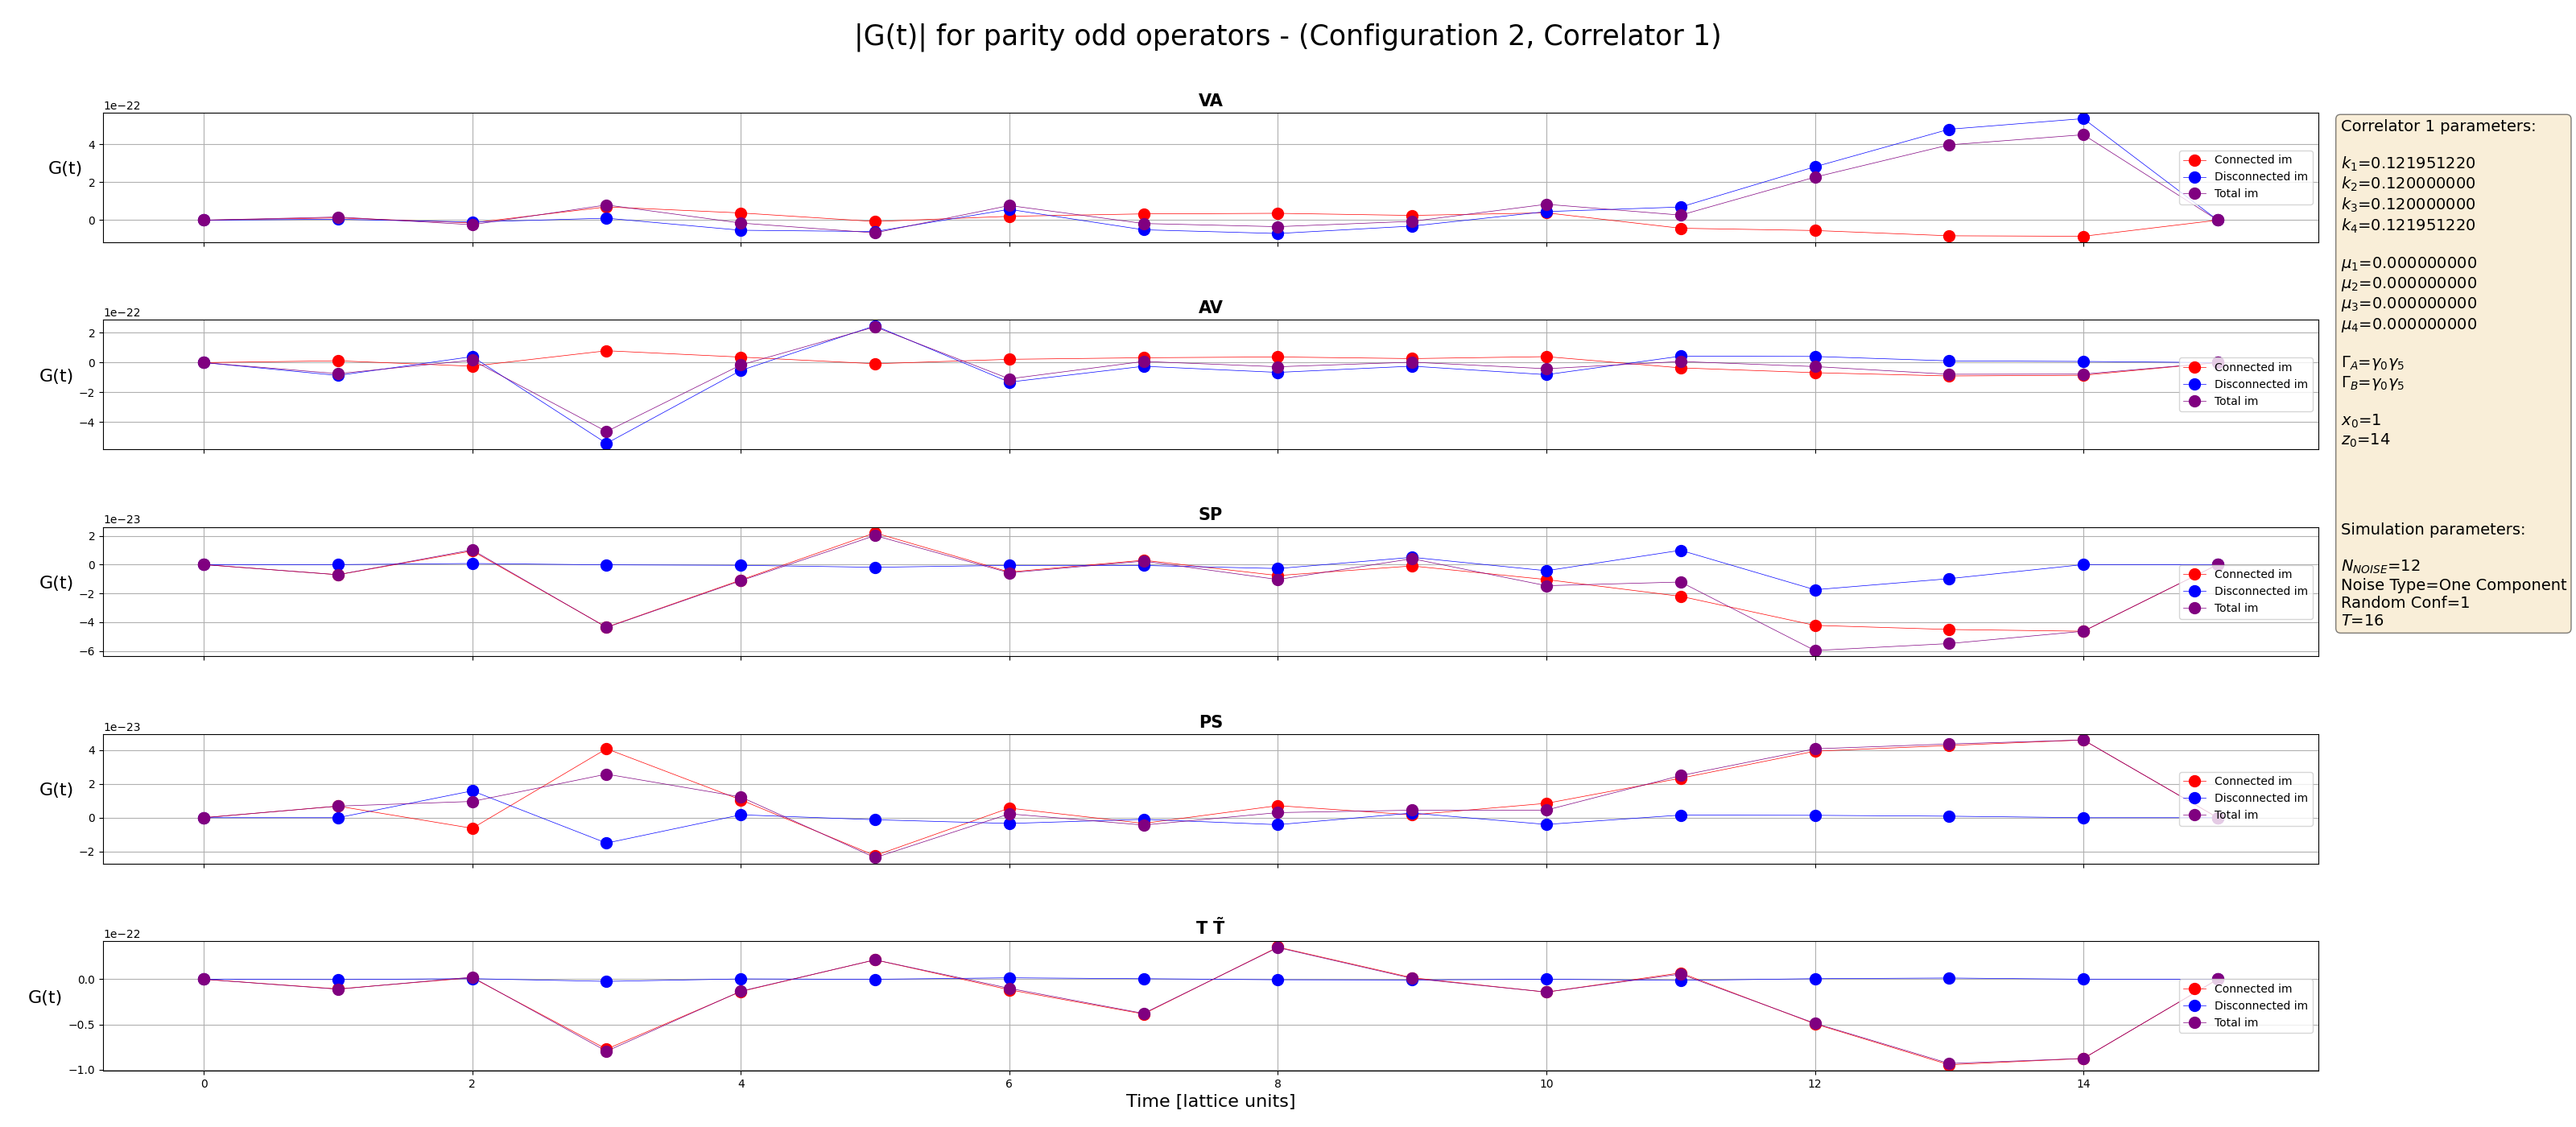 |G(t)| for parity odd operators - (Configuration 2, Correlator 1)
VA
1e−22
G(t)
4
2
0
Connected im
Disconnected im
Total im
AV
1e−22
G(t)
2
0
−2
−4
Connected im
Disconnected im
Total im
SP
1e−23
G(t)
2
0
−2
−4
−6
Connected im
Disconnected im
Total im
PS
1e−23
G(t)
4
2
0
−2
Connected im
Disconnected im
Total im
T T̃
1e−22
G(t)
0.0
−0.5
−1.0
Connected im
Disconnected im
Total im
0 2 4 6 8 10 12 14
Time [lattice units]
Correlator 1 parameters:
k₁=0.121951220
k₂=0.120000000
k₃=0.120000000
k₄=0.121951220
μ₁=0.000000000
μ₂=0.000000000
μ₃=0.000000000
μ₄=0.000000000
Γ_A=γ₀γ₅
Γ_B=γ₀γ₅
x₀=1
z₀=14
Simulation parameters:
N_NOISE=12
Noise Type=One Component
Random Conf=1
T=16